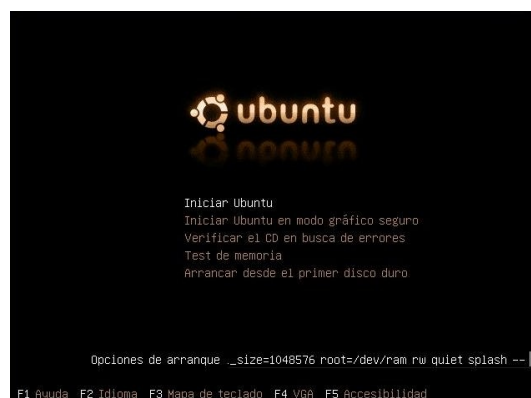 ubuntu
Iniciar Ubuntu
Iniciar Ubuntu en modo gráfico seguro
Verificar el CD en busca de errores
Test de memoria
Arrancar desde el primer disco duro
Opciones de arranque ._size=1048576 root=/dev/ram rw quiet splash --
F1 Ayuda F2 Idioma F3 Mapa de teclado F4 VGA F5 Accesibilidad